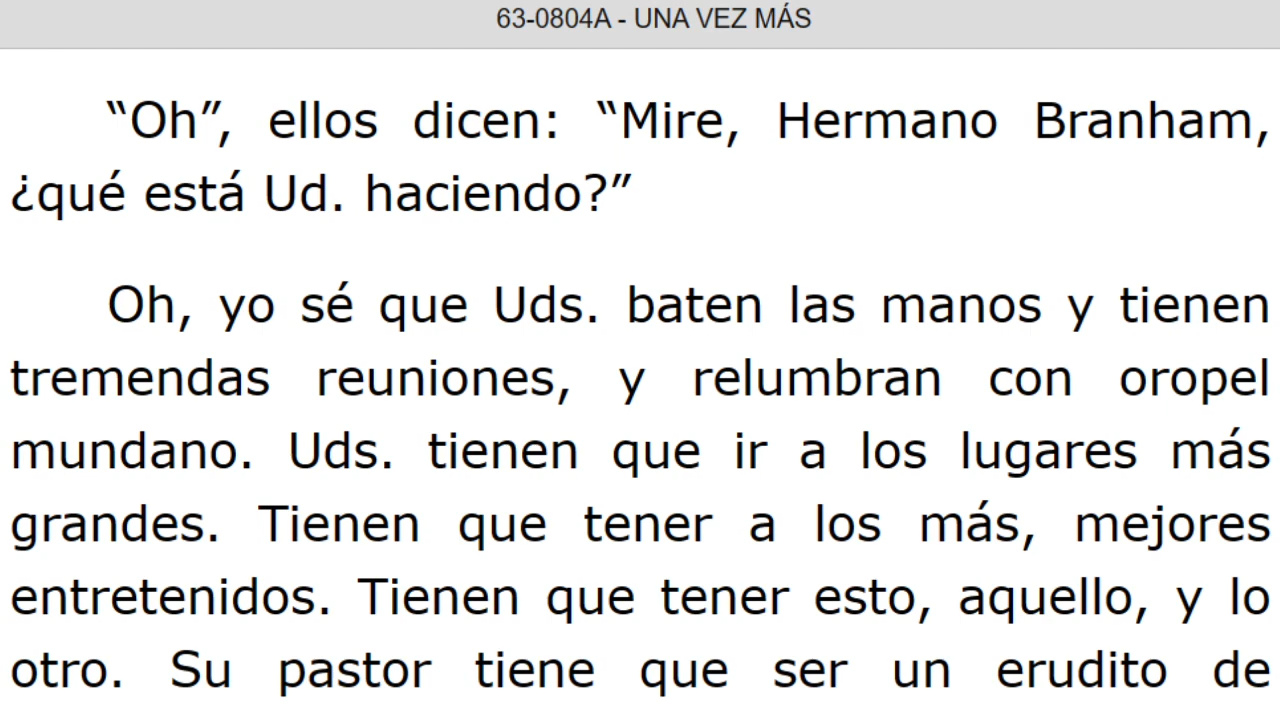 63-0804A - UNA VEZ MÁS
“Oh”, ellos dicen: “Mire, Hermano Branham,
¿qué está Ud. haciendo?”
Oh, yo sé que Uds. baten las manos y tienen
tremendas reuniones, y relumbran con oropel
mundano. Uds. tienen que ir a los lugares más
grandes. Tienen que tener a los más, mejores
entretenidos. Tienen que tener esto, aquello, y lo
otro. Su pastor tiene que ser un erudito de